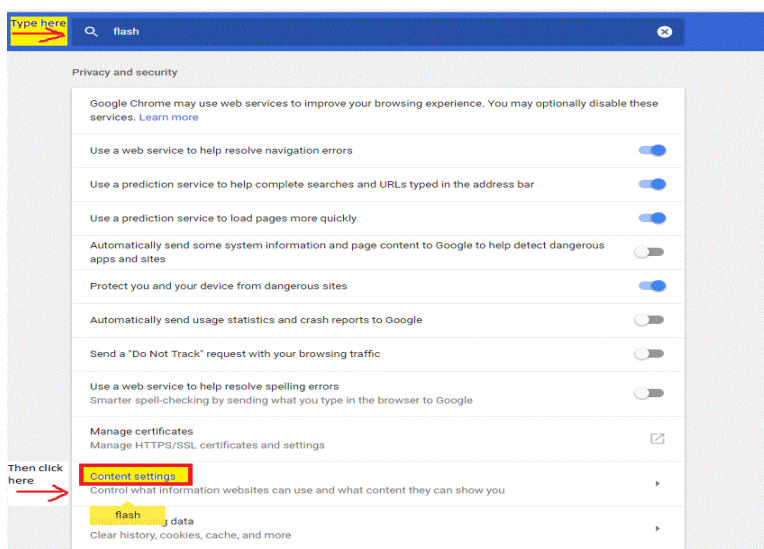 Type here
flash
Privacy and security
Google Chrome may use web services to improve your browsing experience. You may optionally disable these
services. Learn more
Use a web service to help resolve navigation errors
Use a prediction service to help complete searches and URLs typed in the address bar
Use a prediction service to load pages more quickly
Automatically send some system information and page content to Google to help detect dangerous
apps and sites
Protect you and your device from dangerous sites
Automatically send usage statistics and crash reports to Google
Send a "Do Not Track" request with your browsing traffic
Use a web service to help resolve spelling errors
Smarter spell-checking by sending what you type in the browser to Google
Manage certificates
Manage HTTPS/SSL certificates and settings
Then click
here
Content settings
Control what information websites can use and what content they can show you
flash
data
Clear history, cookies, cache, and more